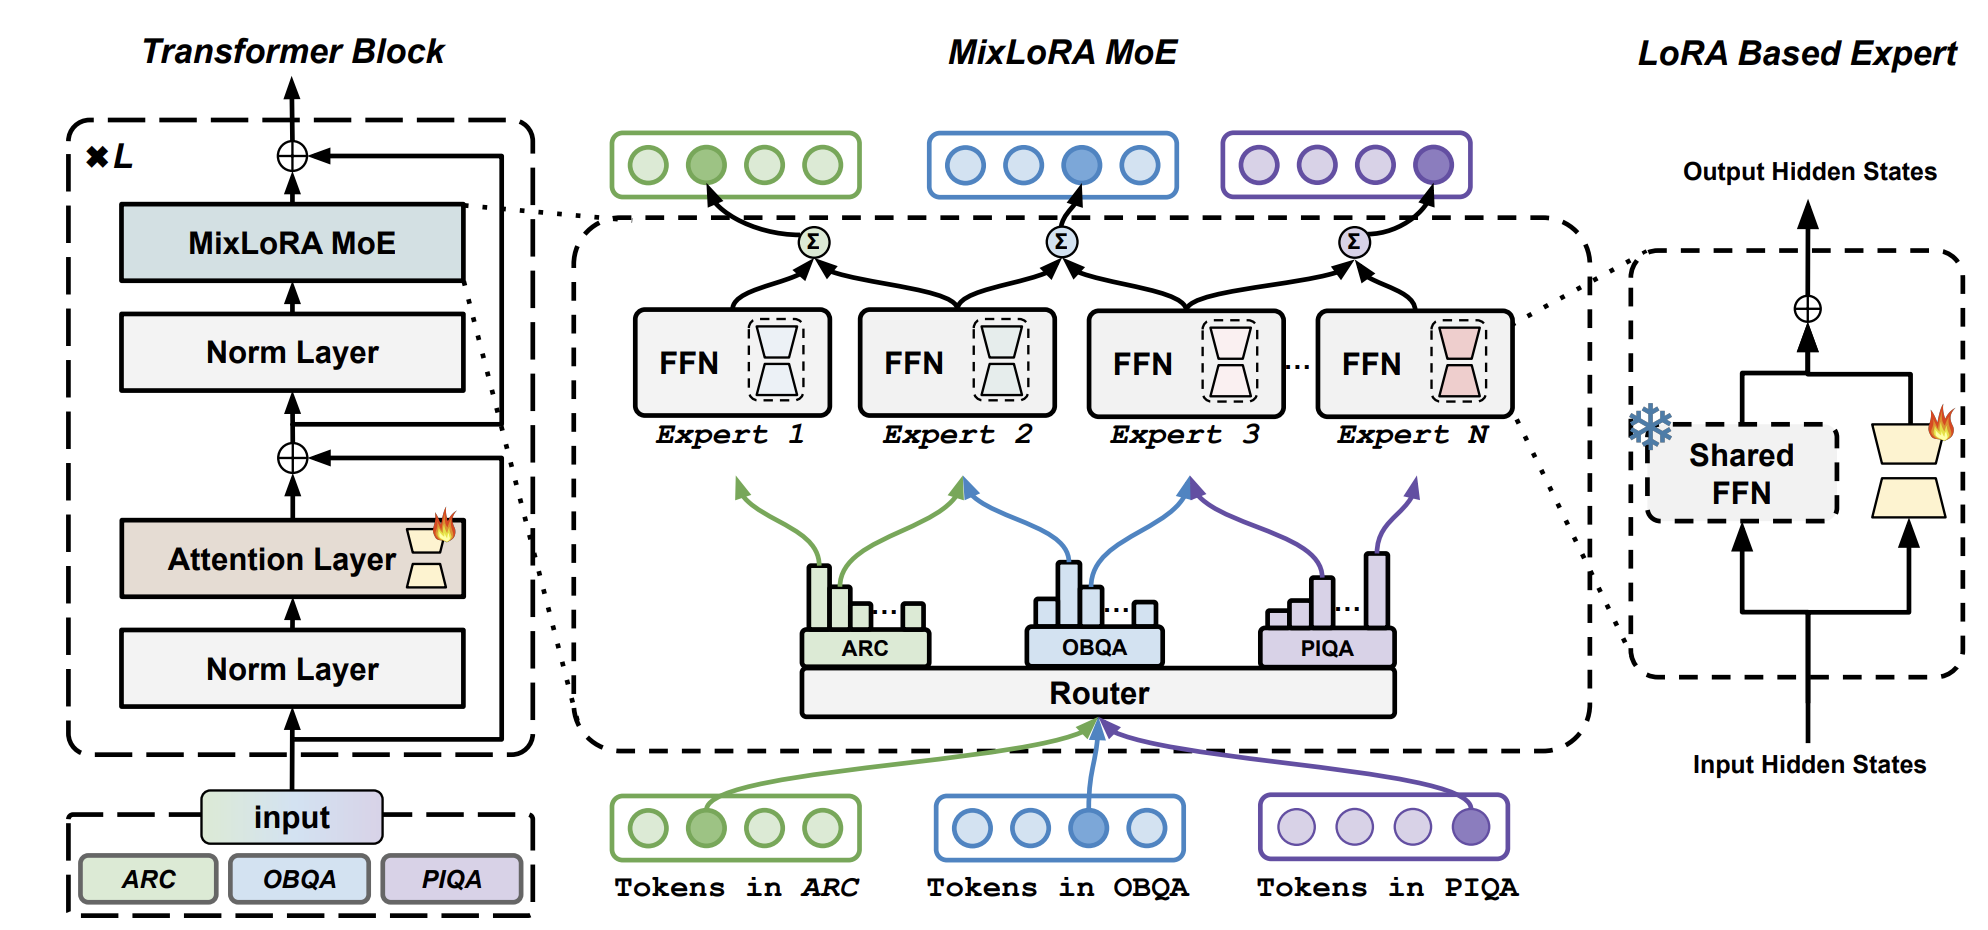 Transformer Block
MixLoRA MoE
LoRA Based Expert
✖L
MixLoRA MoE
Norm Layer
Attention Layer
Norm Layer
input
ARC
OBQA
PIQA
Σ
Σ
Σ
FFN
FFN
FFN
...
FFN
Expert 1
Expert 2
Expert 3
Expert N
...
...
...
ARC
OBQA
PIQA
Router
Tokens in ARC
Tokens in OBQA
Tokens in PIQA
Output Hidden States
Shared
FFN
Input Hidden States